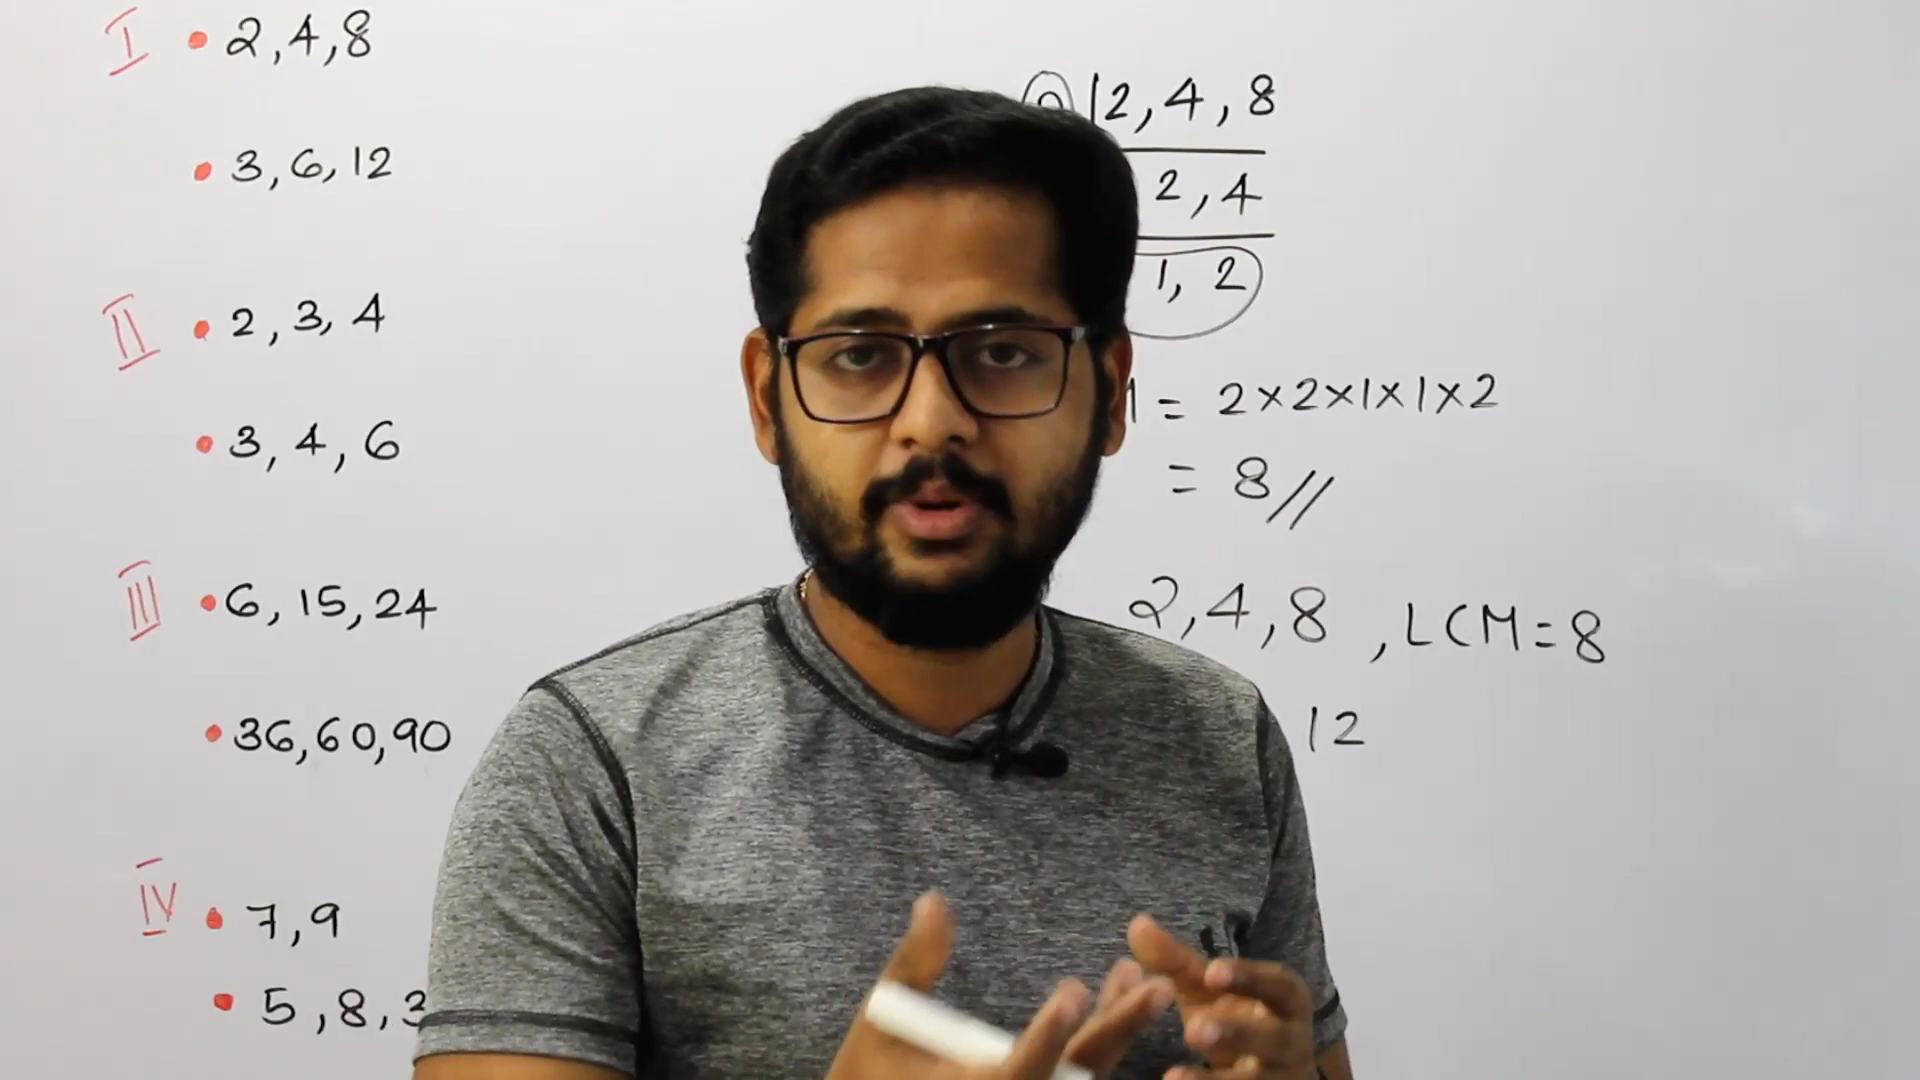 I • 2, 4, 8
• 3, 6, 12
II • 2, 3, 4
• 3, 4, 6
III • 6, 15, 24
• 36, 60, 90
IV • 7, 9
• 5, 8, 3
2, 4, 8
2, 4
1, 2
= 2×2×1×1×2
= 8//
2, 4, 8, LCM = 8
12